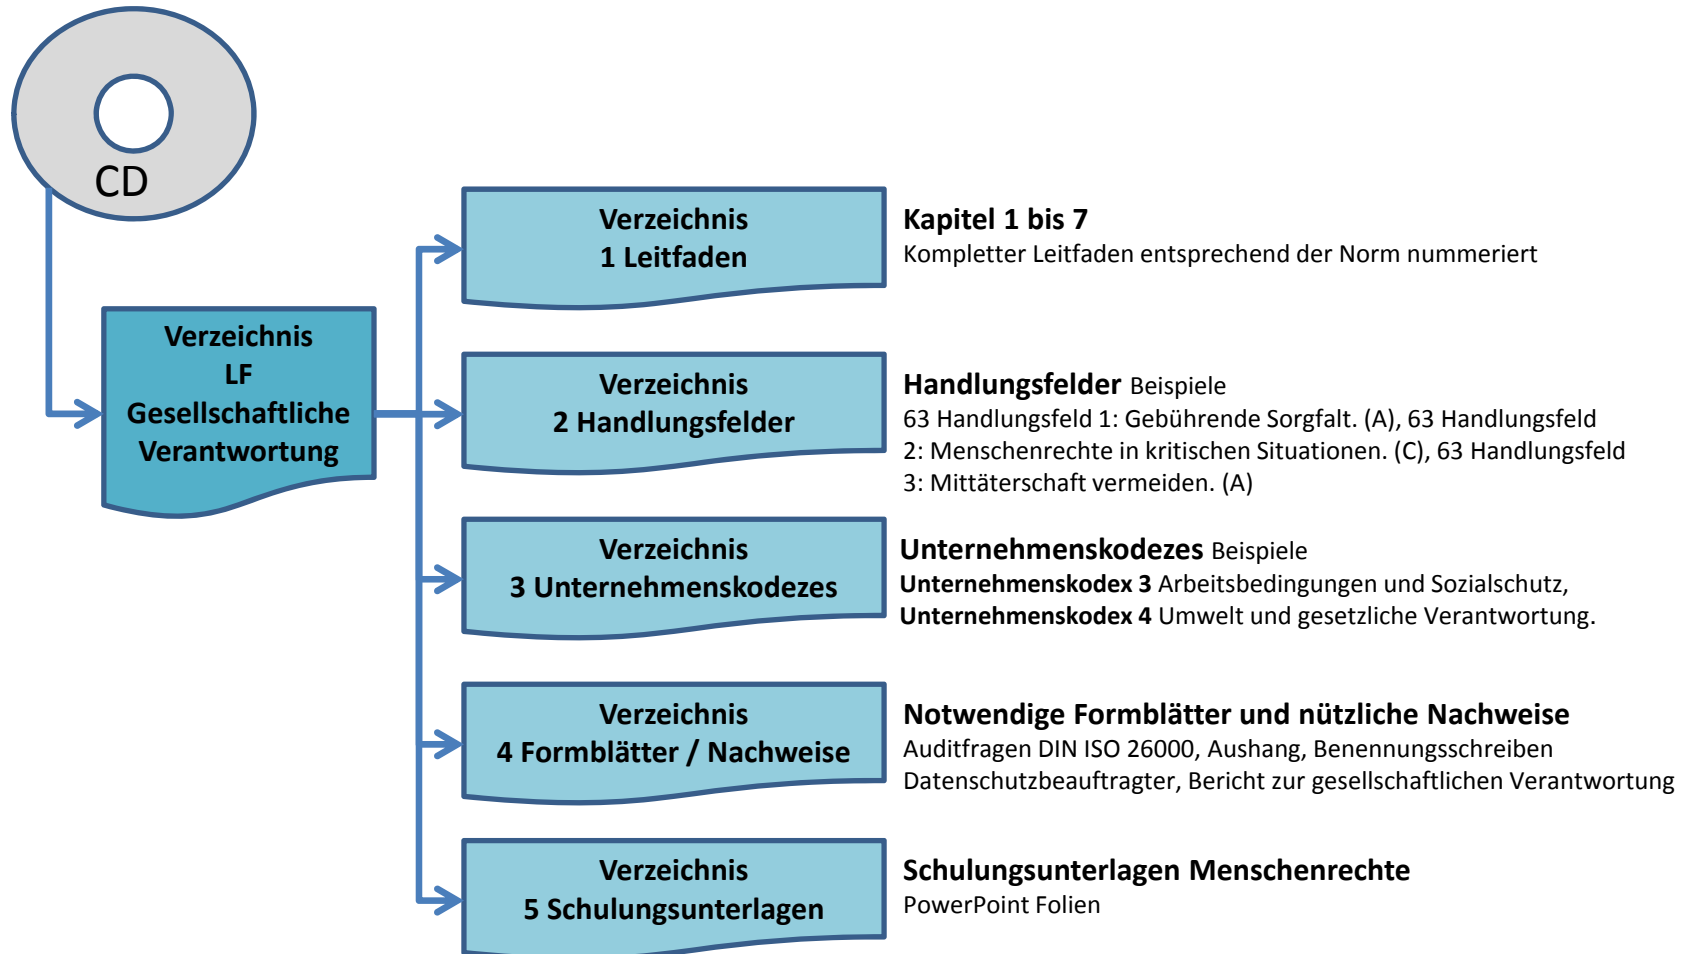 CD
Verzeichnis
LF
Gesellschaftliche
Verantwortung
Verzeichnis
1 Leitfaden
Kapitel 1 bis 7
Kompletter Leitfaden entsprechend der Norm nummeriert
Verzeichnis
2 Handlungsfelder
Handlungsfelder Beispiele
63 Handlungsfeld 1: Gebührende Sorgfalt. (A), 63 Handlungsfeld
2: Menschenrechte in kritischen Situationen. (C), 63 Handlungsfeld
3: Mittäterschaft vermeiden. (A)
Verzeichnis
3 Unternehmenskodezes
Unternehmenskodezes Beispiele
Unternehmenskodex 3 Arbeitsbedingungen und Sozialschutz,
Unternehmenskodex 4 Umwelt und gesetzliche Verantwortung.
Verzeichnis
4 Formblätter / Nachweise
Notwendige Formblätter und nützliche Nachweise
Auditfragen DIN ISO 26000, Aushang, Benennungsschreiben
Datenschutzbeauftragter, Bericht zur gesellschaftlichen Verantwortung
Verzeichnis
5 Schulungsunterlagen
Schulungsunterlagen Menschenrechte
PowerPoint Folien